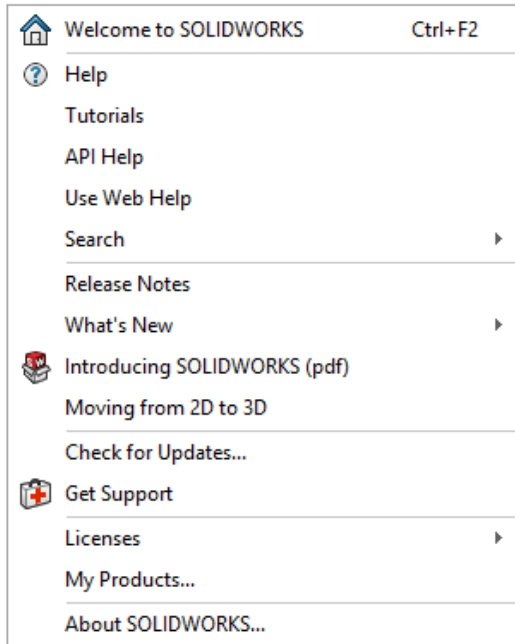 Welcome to SOLIDWORKS Ctrl+F2
Help
Tutorials
API Help
Use Web Help
Search
Release Notes
What's New
Introducing SOLIDWORKS (pdf)
Moving from 2D to 3D
Check for Updates...
Get Support
Licenses
My Products...
About SOLIDWORKS...